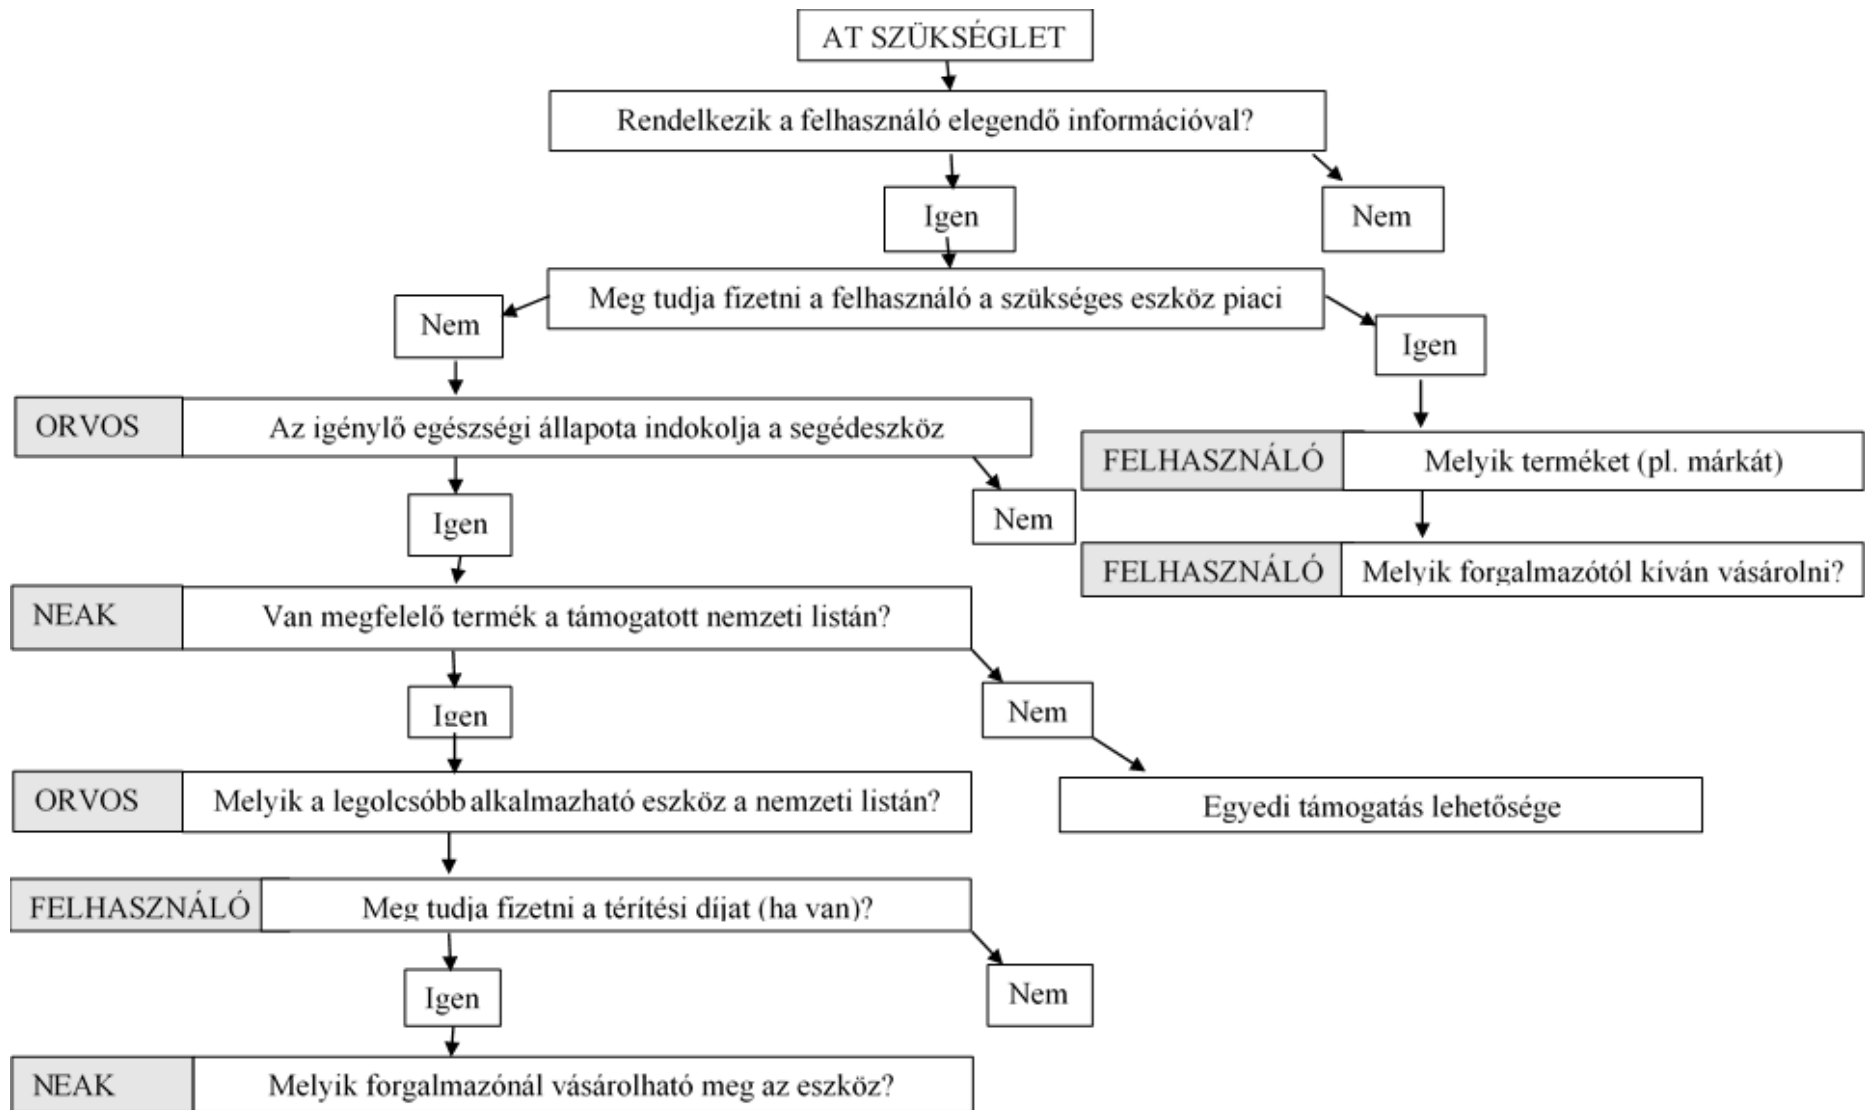 AT SZÜKSÉGLET
Rendelkezik a felhasználó elegendő információval?
Igen
Nem
Meg tudja fizetni a felhasználó a szükséges eszköz piaci
Nem
Igen
ORVOS
Az igénylő egészségi állapota indokolja a segédeszköz
FELHASZNÁLÓ
Melyik terméket (pl. márkát)
Igen
Nem
FELHASZNÁLÓ
Melyik forgalmazótól kíván vásárolni?
NEAK
Van megfelelő termék a támogatott nemzeti listán?
Igen
Nem
ORVOS
Melyik a legolcsóbb alkalmazható eszköz a nemzeti listán?
Egyedi támogatás lehetősége
FELHASZNÁLÓ
Meg tudja fizetni a térítési díjat (ha van)?
Igen
Nem
NEAK
Melyik forgalmazónál vásárolható meg az eszköz?